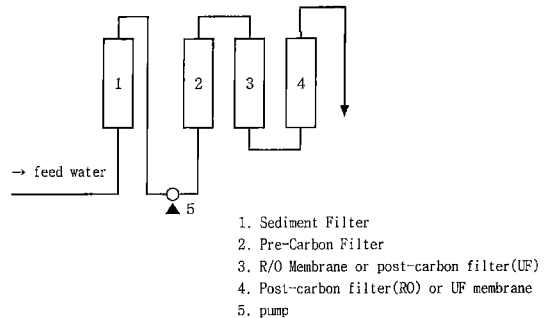 1
2
3
4
→ feed water
5
1. Sediment Filter
2. Pre-Carbon Filter
3. R/O Membrane or post-carbon filter(UF)
4. Post-carbon filter(RO) or UF membrane
5. pump